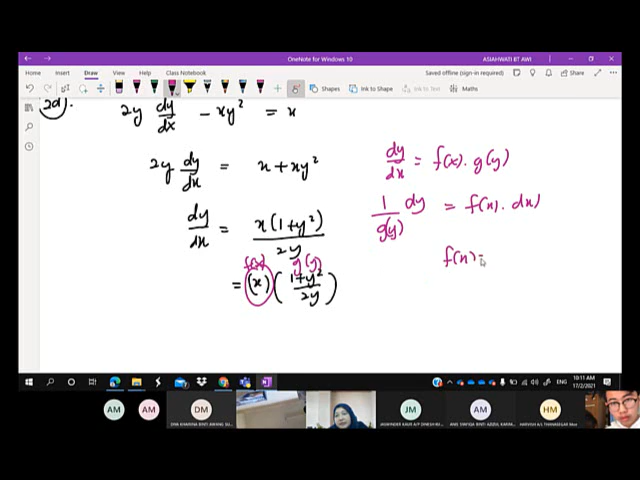 OneNote for Windows 10
ASIAHWATI BT AWI
Home Insert Draw View Help Class Notebook
Saved offline (sign-in required) Share
Shapes Ink to Shape Ink to Text Maths
2d). 2y dy/dx - xy² = x
2y dy/dx = x + xy²
dy/dx = x(1+y²)/2y
f(x) g(y)
= (x) (1+y²/2y)
dy/dx = f(x) . g(y)
1/g(y) dy = f(x) . dx
f(x) =
ENG
10:11 AM
17/2/2021
AM
AM
DM
JM
AM
HM